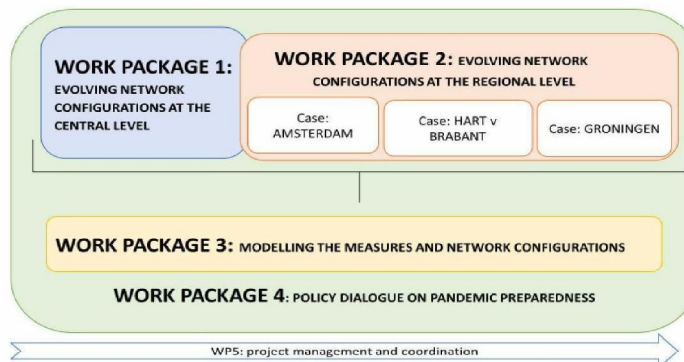 WORK PACKAGE 1:
EVOLVING NETWORK
CONFIGURATIONS AT THE
CENTRAL LEVEL
WORK PACKAGE 2: EVOLVING NETWORK
CONFIGURATIONS AT THE REGIONAL LEVEL
Case:
AMSTERDAM
Case: HART v
BRABANT
Case: GRONINGEN
WORK PACKAGE 3: MODELLING THE MEASURES AND NETWORK CONFIGURATIONS
WORK PACKAGE 4: POLICY DIALOGUE ON PANDEMIC PREPAREDNESS
WP5: project management and coordination